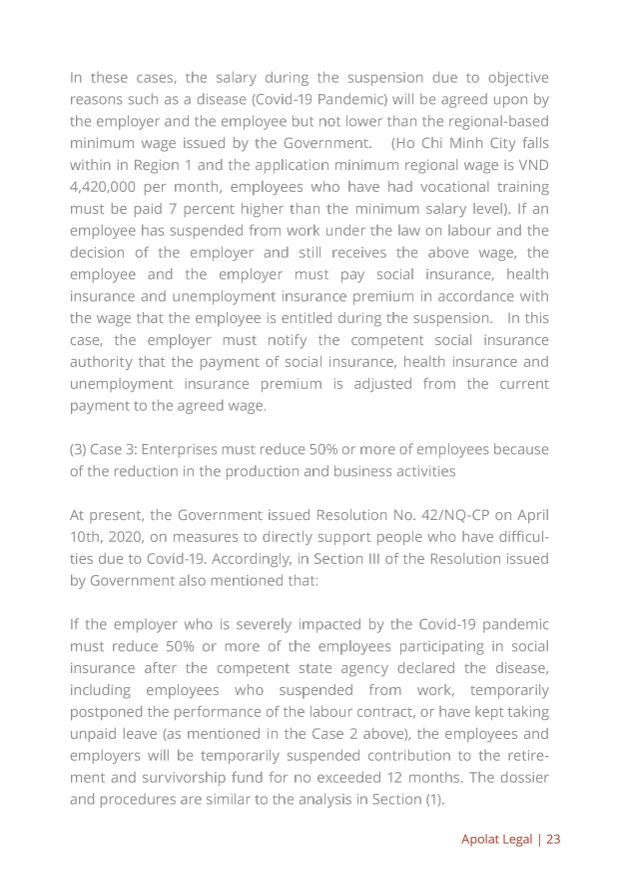 In these cases, the salary during the suspension due to objective
reasons such as a disease (Covid-19 Pandemic) will be agreed upon by
the employer and the employee but not lower than the regional-based
minimum wage issued by the Government. (Ho Chi Minh City falls
within in Region 1 and the application minimum regional wage is VND
4,420,000 per month, employees who have had vocational training
must be paid 7 percent higher than the minimum salary level). If an
employee has suspended from work under the law on labour and the
decision of the employer and still receives the above wage, the
employee and the employer must pay social insurance, health
insurance and unemployment insurance premium in accordance with
the wage that the employee is entitled during the suspension. In this
case, the employer must notify the competent social insurance
authority that the payment of social insurance, health insurance and
unemployment insurance premium is adjusted from the current
payment to the agreed wage.
(3) Case 3: Enterprises must reduce 50% or more of employees because
of the reduction in the production and business activities
At present, the Government issued Resolution No. 42/NQ-CP on April
10th, 2020, on measures to directly support people who have difficul-
ties due to Covid-19. Accordingly, in Section III of the Resolution issued
by Government also mentioned that:
If the employer who is severely impacted by the Covid-19 pandemic
must reduce 50% or more of the employees participating in social
insurance after the competent state agency declared the disease,
including employees who suspended from work, temporarily
postponed the performance of the labour contract, or have kept taking
unpaid leave (as mentioned in the Case 2 above), the employees and
employers will be temporarily suspended contribution to the retire-
ment and survivorship fund for no exceeded 12 months. The dossier
and procedures are similar to the analysis in Section (1).
Apolat Legal | 23